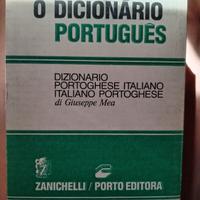 O DICIONÁRIO
PORTUGUÊS
DIZIONARIO
PORTOGHESE ITALIANO
ITALIANO PORTOGHESE
di Giuseppe Mea
ZANICHELLI / PORTO EDITORA